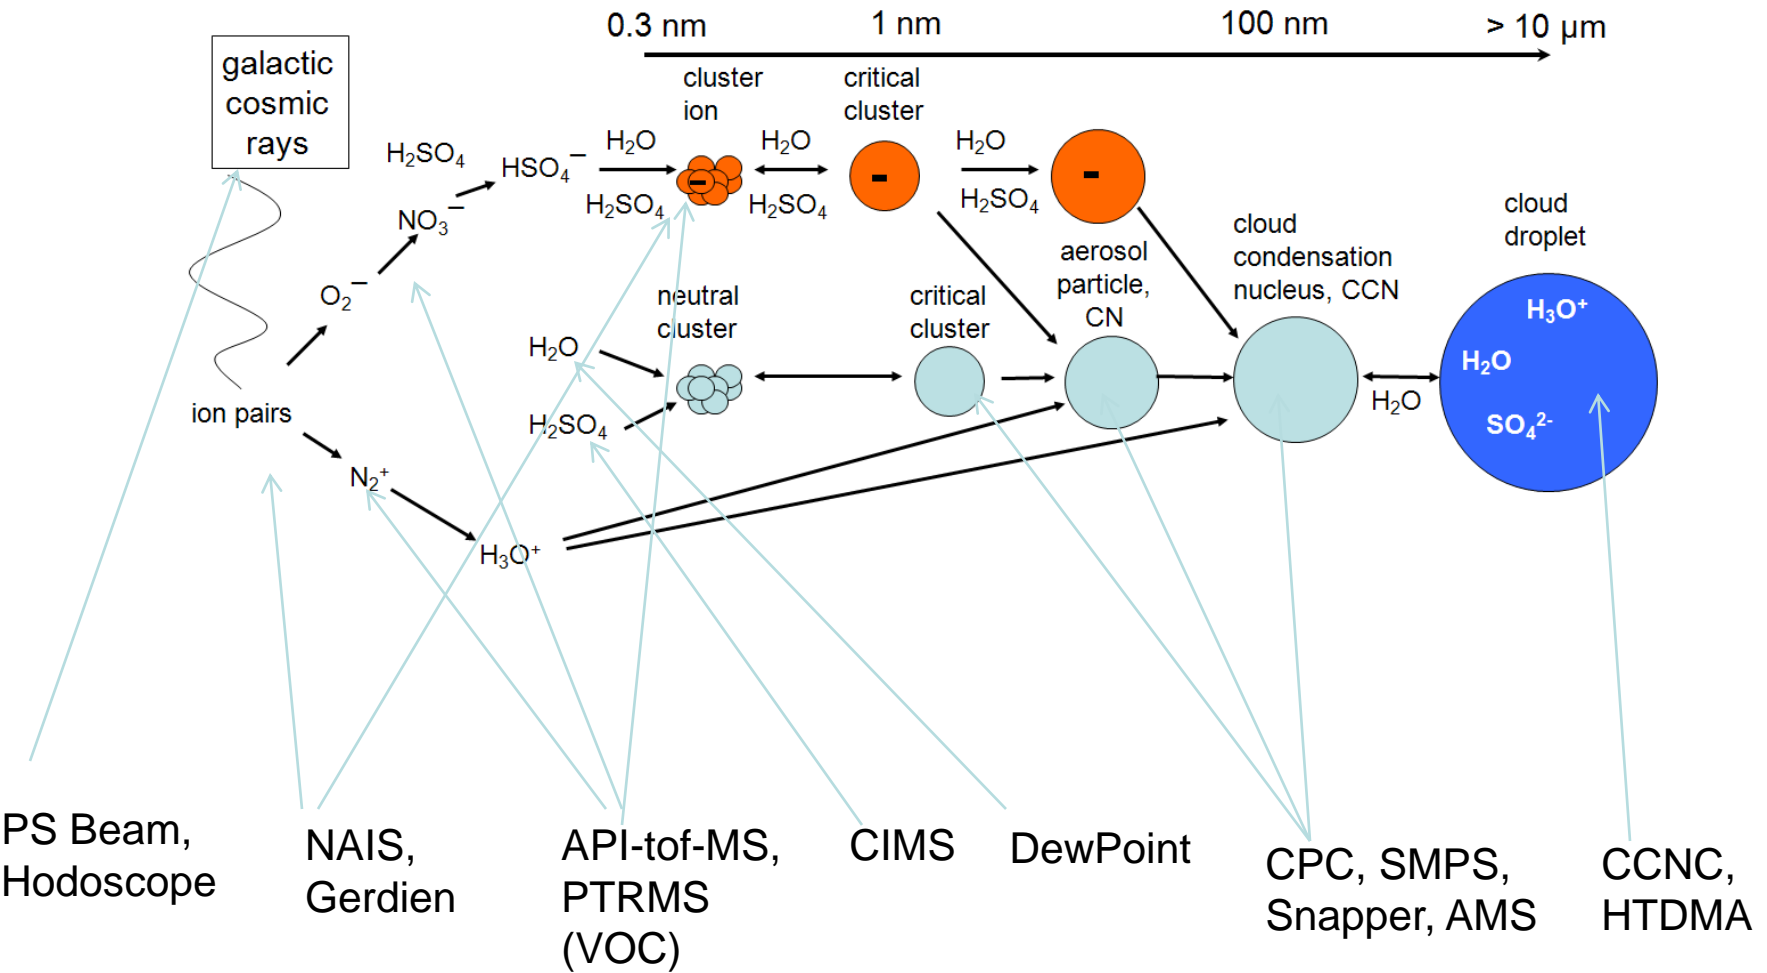 0.3 nm
1 nm
100 nm
> 10 µm
galactic
cosmic
rays
cluster
ion
critical
cluster
H₂SO₄
HSO₄⁻
H₂O
H₂SO₄
-
H₂O
H₂SO₄
-
H₂O
H₂SO₄
-
NO₃⁻
O₂⁻
ion pairs
N₂⁺
H₃O⁺
neutral
cluster
H₂O
H₂SO₄
critical
cluster
aerosol
particle,
CN
cloud
condensation
nucleus, CCN
H₂O
cloud
droplet
H₃O⁺
H₂O
SO₄²⁻
PS Beam,
Hodoscope
NAIS,
Gerdien
API-tof-MS,
PTRMS
(VOC)
CIMS
DewPoint
CPC, SMPS,
Snapper, AMS
CCNC,
HTDMA